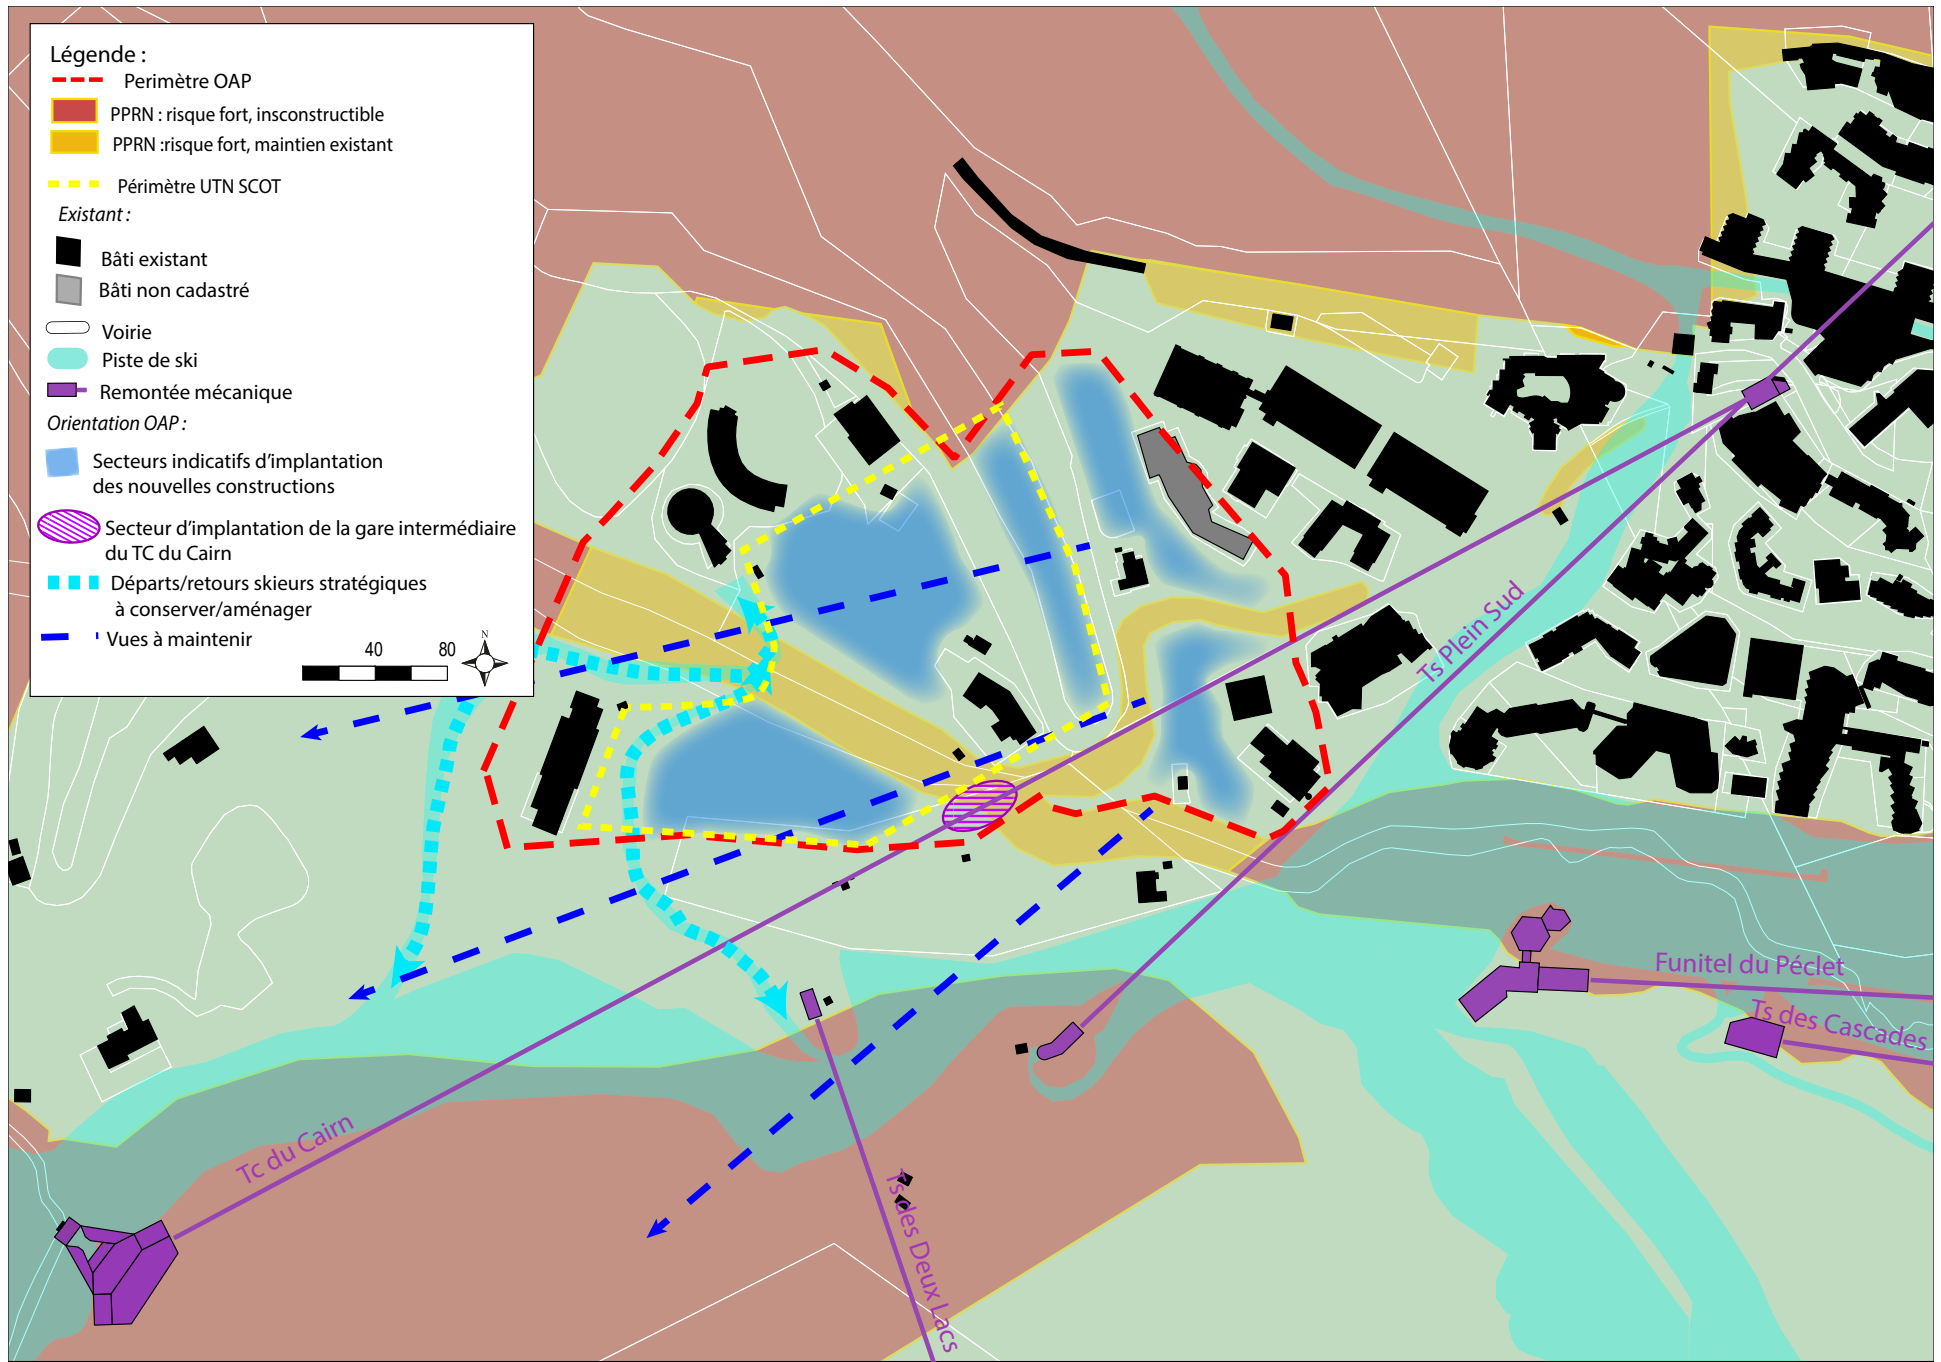 Légende :
Perimètre OAP
PPRN : risque fort, insconstructible
PPRN :risque fort, maintien existant
Périmètre UTN SCOT
Existant :
Bâti existant
Bâti non cadastré
Voirie
Piste de ski
Remontée mécanique
Orientation OAP :
Secteurs indicatifs d'implantation
des nouvelles constructions
Secteur d'implantation de la gare intermédiaire
du TC du Cairn
Départs/retours skieurs stratégiques
à conserver/aménager
Vues à maintenir
40 80
N
Ts Plein Sud
Funitel du Péclet
Ts des Cascades
Tc du Cairn
Ts des Deux Lacs